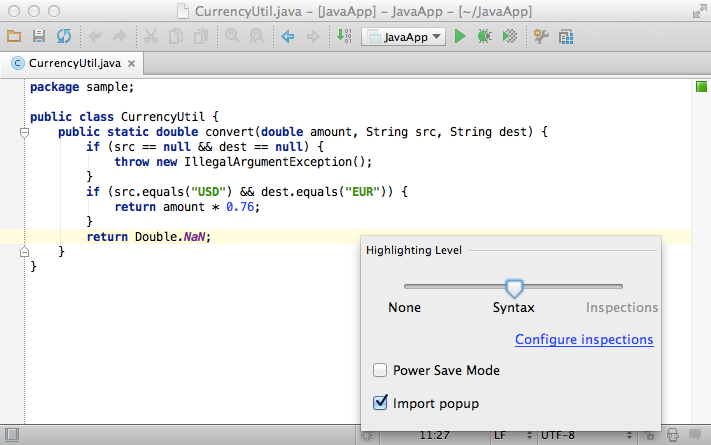 CurrencyUtil.java – [JavaApp] – JavaApp – [~/JavaApp]
JavaApp
CurrencyUtil.java
package sample;
public class CurrencyUtil {
public static double convert(double amount, String src, String dest) {
if (src == null && dest == null) {
throw new IllegalArgumentException();
}
if (src.equals("USD") && dest.equals("EUR")) {
return amount * 0.76;
}
return Double.NaN;
}
}
Highlighting Level
None Syntax Inspections
Configure inspections
Power Save Mode
Import popup
11:27 LF UTF-8